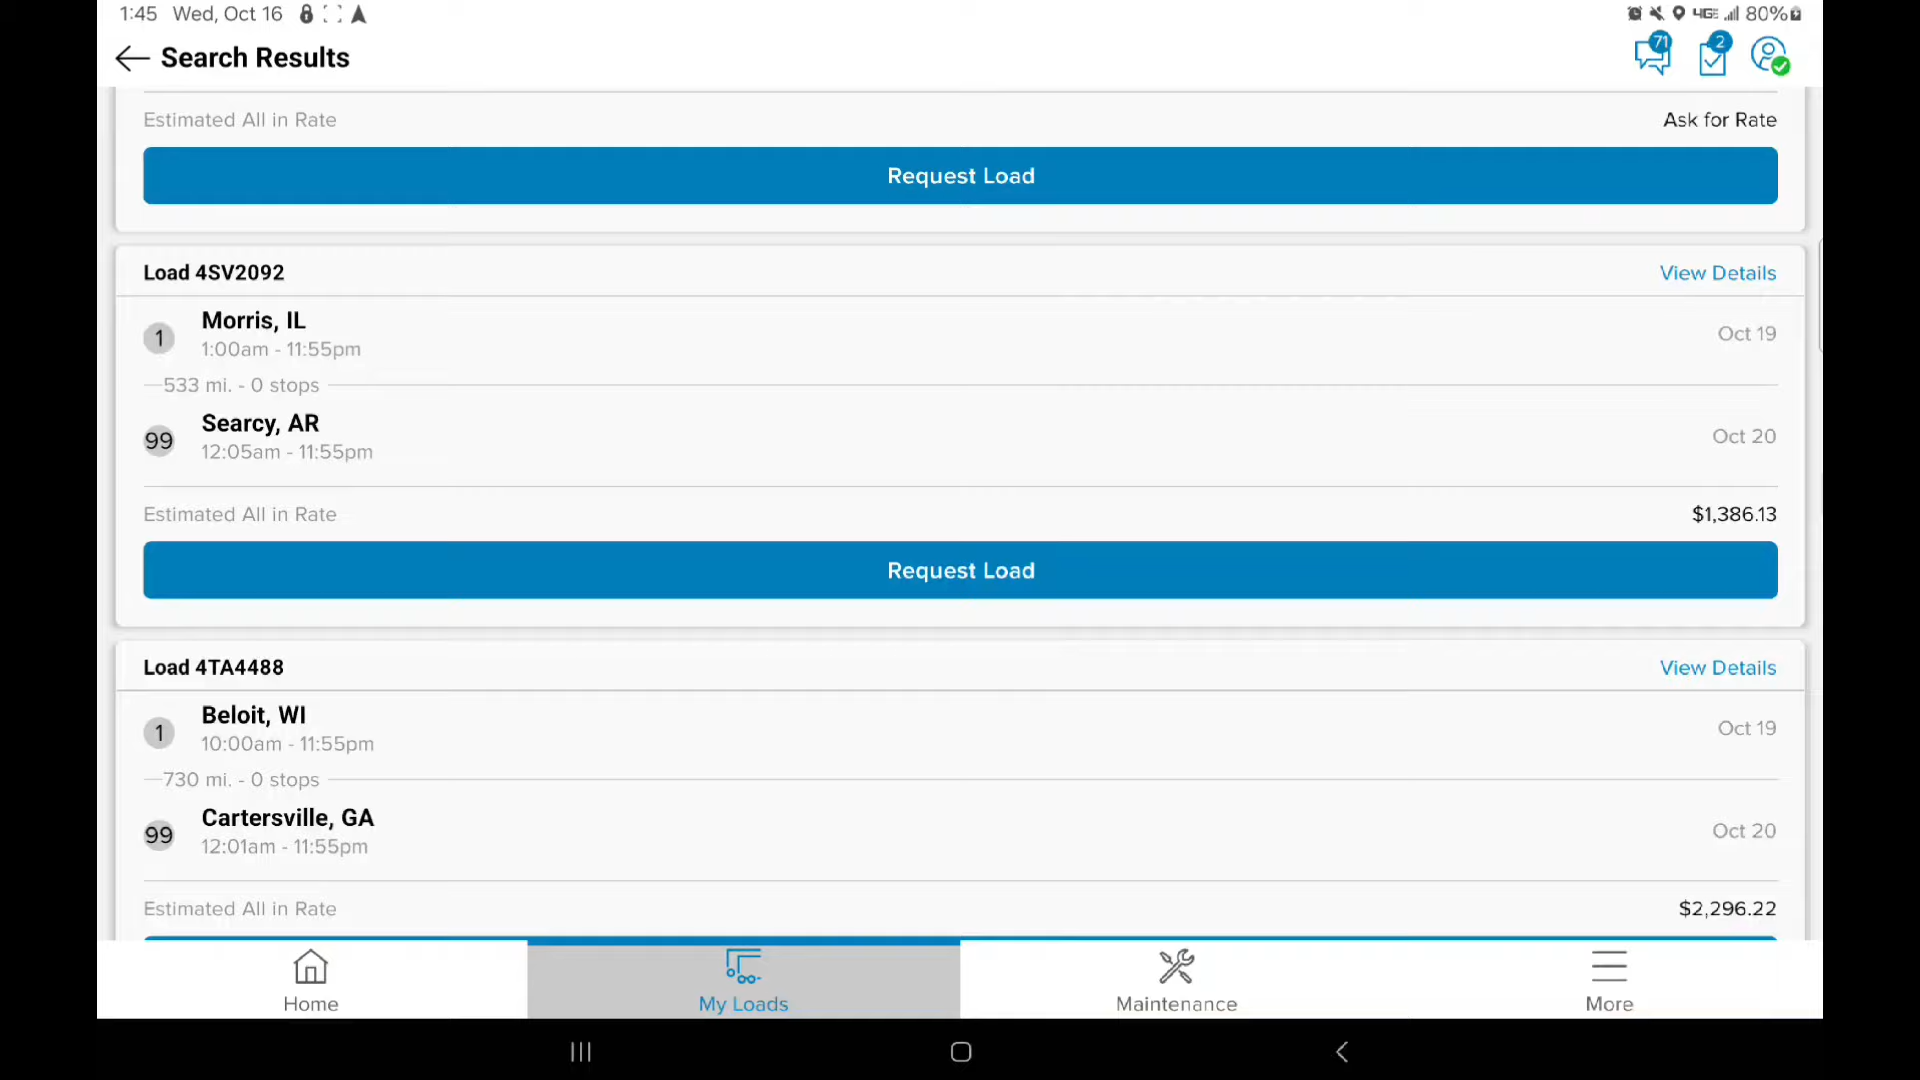 1:45 Wed, Oct 16
4GE 80%
Search Results
71
2
Estimated All in Rate Ask for Rate
Request Load
Load 4SV2092 View Details
1 Morris, IL Oct 19
1:00am - 11:55pm
533 mi. - 0 stops
99 Searcy, AR Oct 20
12:05am - 11:55pm
Estimated All in Rate $1,386.13
Request Load
Load 4TA4488 View Details
1 Beloit, WI Oct 19
10:00am - 11:55pm
730 mi. - 0 stops
99 Cartersville, GA Oct 20
12:01am - 11:55pm
Estimated All in Rate $2,296.22
Home My Loads Maintenance More